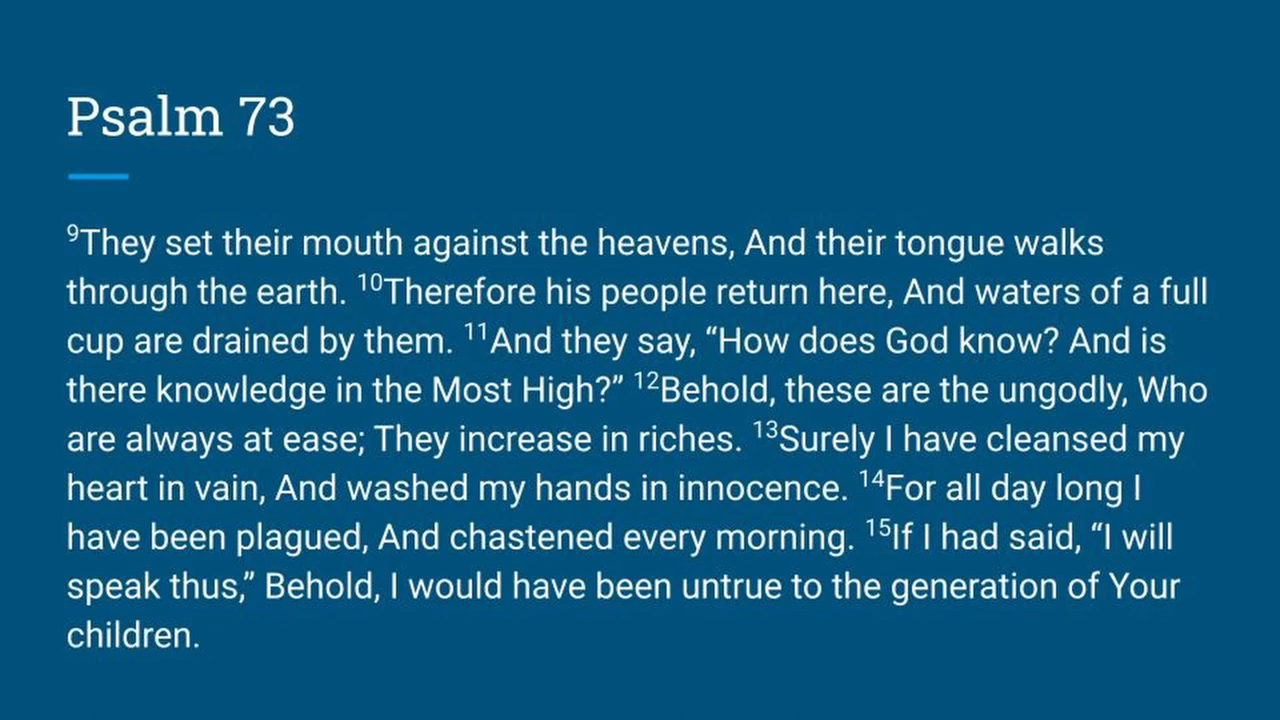 Psalm 73
⁹They set their mouth against the heavens, And their tongue walks
through the earth. ¹⁰Therefore his people return here, And waters of a full
cup are drained by them. ¹¹And they say, “How does God know? And is
there knowledge in the Most High?” ¹²Behold, these are the ungodly, Who
are always at ease; They increase in riches. ¹³Surely I have cleansed my
heart in vain, And washed my hands in innocence. ¹⁴For all day long I
have been plagued, And chastened every morning. ¹⁵If I had said, “I will
speak thus,” Behold, I would have been untrue to the generation of Your
children.